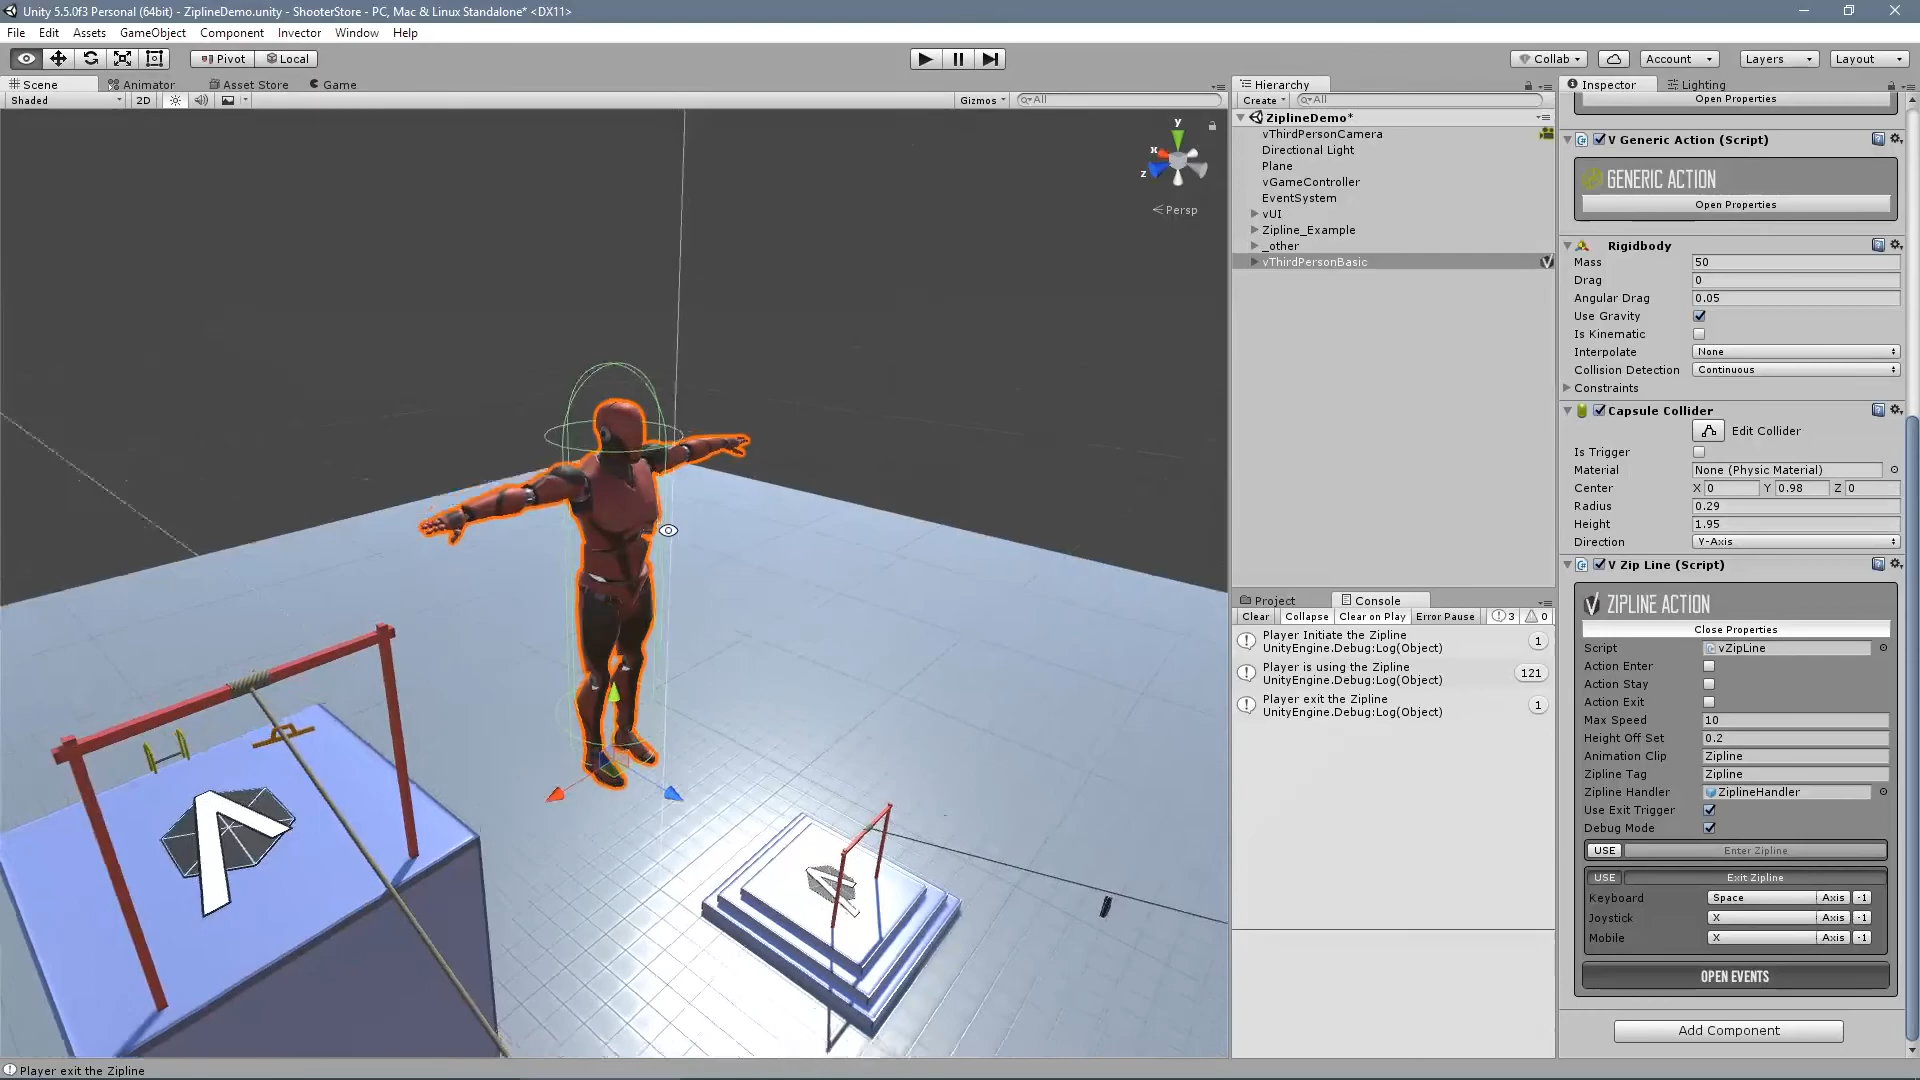 Unity 5.5.0f3 Personal (64bit) - ZiplineDemo.unity - ShooterStore - PC, Mac & Linux Standalone* <DX11>
File Edit Assets GameObject Component Invector Window Help
Pivot Local Collab Account Layers Layout
Scene Animator Asset Store Game
Shaded 2D Gizmos All
y
x
z
Persp
Hierarchy
Create All
ZiplineDemo*
vThirdPersonCamera
Directional Light
Plane
vGameController
EventSystem
vUI
Zipline_Example
_other
vThirdPersonBasic
Project Console
Clear Collapse Clear on Play Error Pause 3 0
Player Initiate the Zipline
UnityEngine.Debug:Log(Object) 1
Player is using the Zipline
UnityEngine.Debug:Log(Object) 121
Player exit the Zipline
UnityEngine.Debug:Log(Object) 1
Inspector Lighting
Open Properties
V Generic Action (Script)
GENERIC ACTION
Open Properties
Rigidbody
Mass 50
Drag 0
Angular Drag 0.05
Use Gravity
Is Kinematic
Interpolate None
Collision Detection Continuous
Constraints
Capsule Collider
Edit Collider
Is Trigger
Material None (Physic Material)
Center X 0 Y 0.98 Z 0
Radius 0.29
Height 1.95
Direction Y-Axis
V Zip Line (Script)
ZIPLINE ACTION
Close Properties
Script vZipLine
Action Enter
Action Stay
Action Exit
Max Speed 10
Height Off Set 0.2
Animation Clip Zipline
Zipline Tag Zipline
Zipline Handler ZiplineHandler
Use Exit Trigger
Debug Mode
USE Enter Zipline
USE Exit Zipline
Keyboard Space Axis -1
Joystick X Axis -1
Mobile X Axis -1
OPEN EVENTS
Add Component
Player exit the Zipline